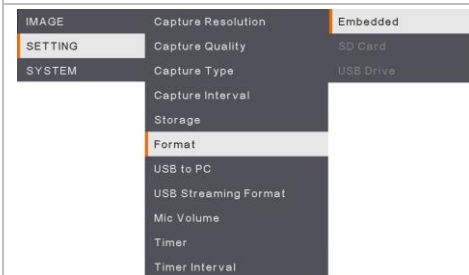 IMAGE
SETTING
SYSTEM
Capture Resolution
Capture Quality
Capture Type
Capture Interval
Storage
Format
USB to PC
USB Streaming Format
Mic Volume
Timer
Timer Interval
Embedded
SD Card
USB Drive